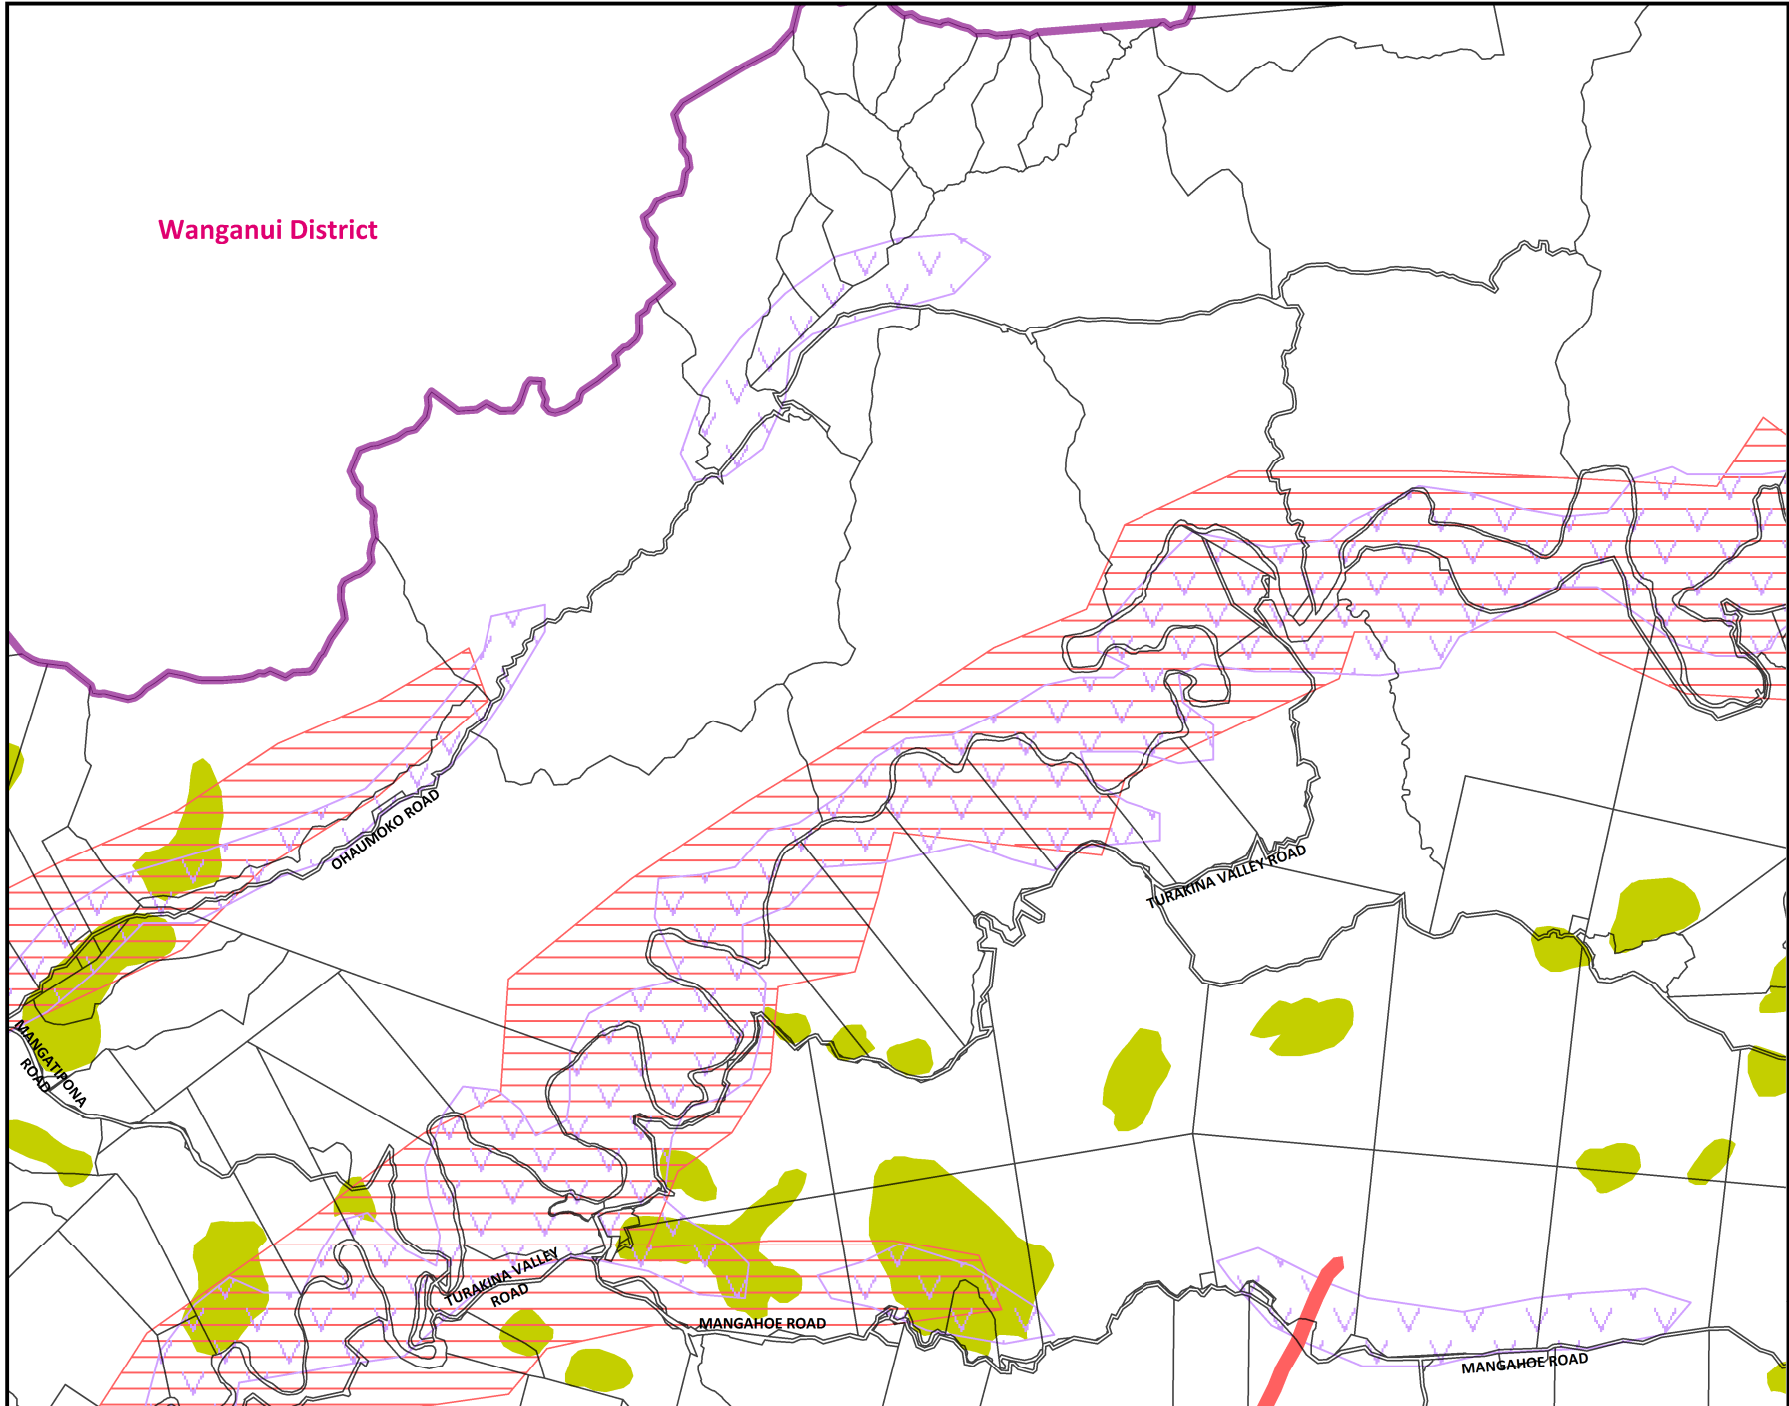 Wanganui District
OHAUMOKO ROAD
TURAKINA VALLEY ROAD
MANGATIPONA
ROAD
TURAKINA VALLEY
ROAD
MANGAHOE ROAD
MANGAHOE ROAD